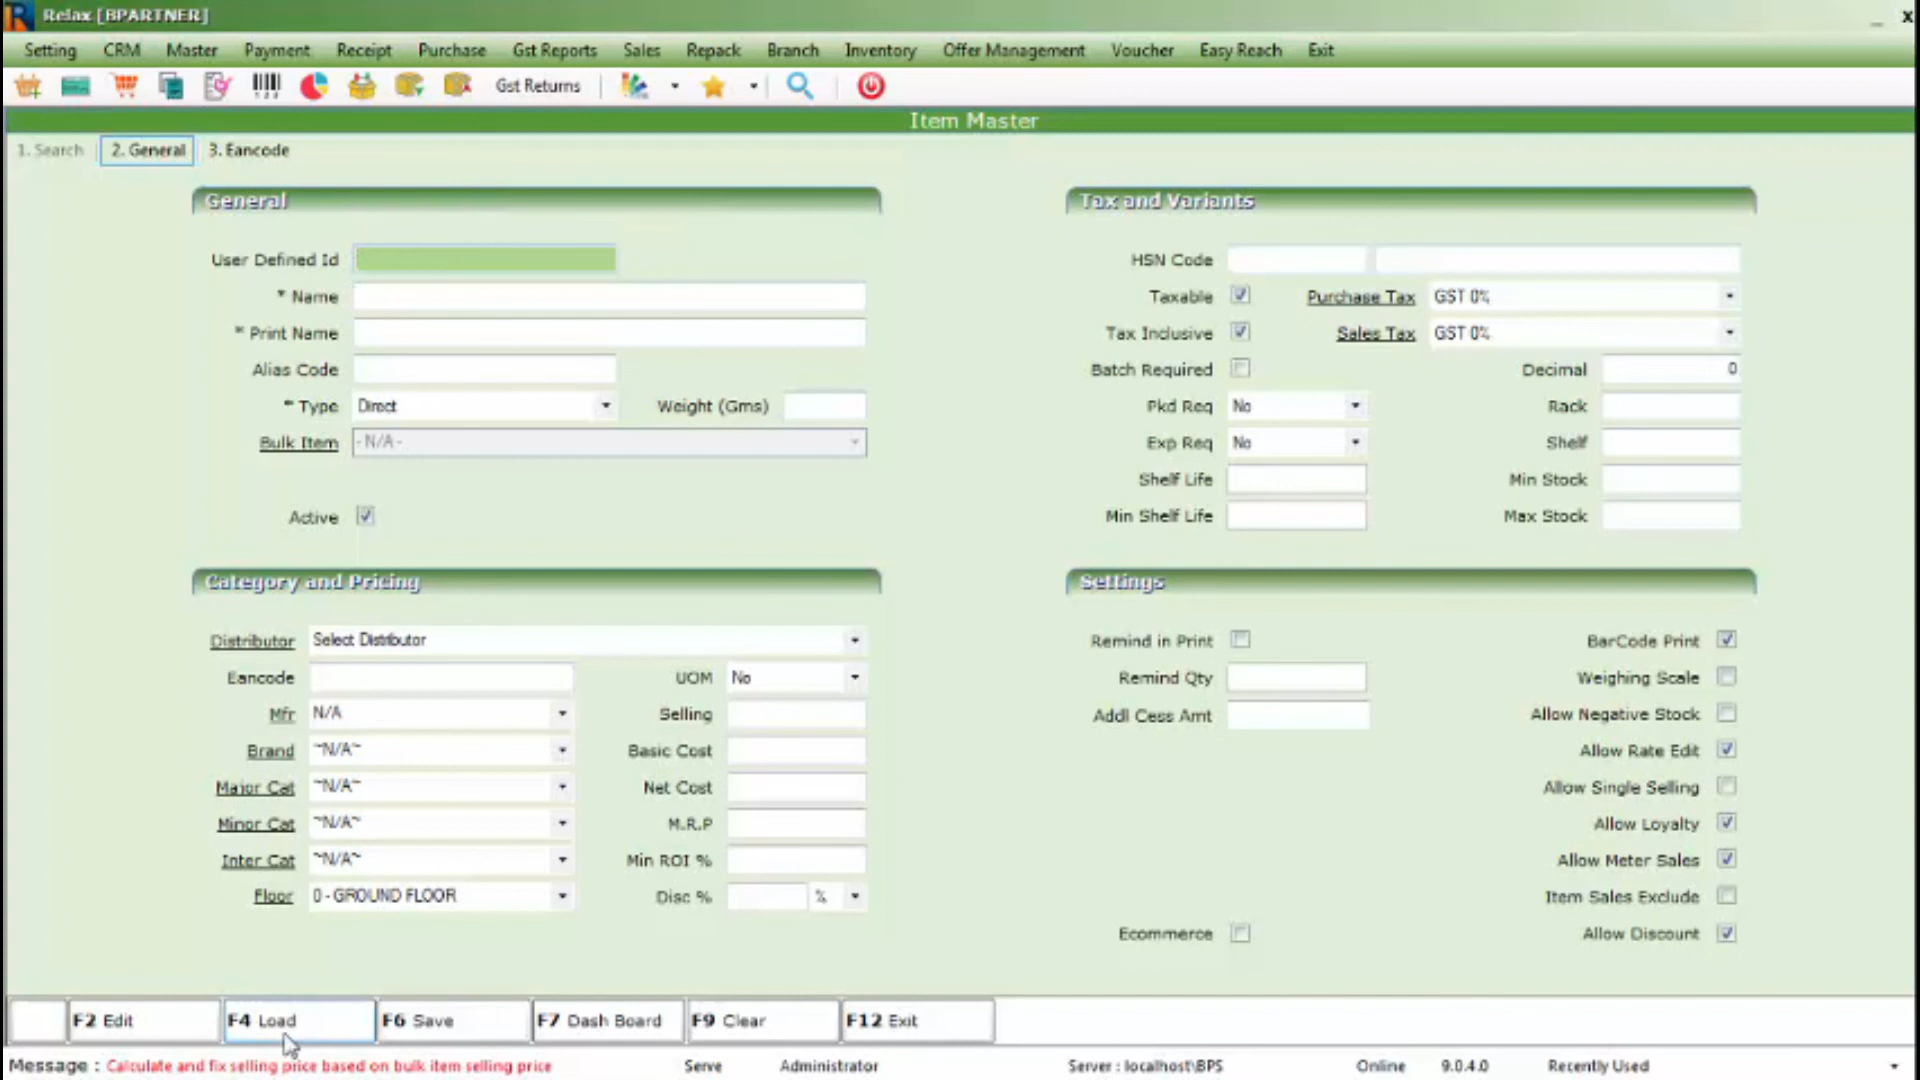 Relax [BPARTNER]
Setting CRM Master Payment Receipt Purchase Gst Reports Sales Repack Branch Inventory Offer Management Voucher Easy Reach Exit
Gst Returns
Item Master
1. Search 2. General 3. Eancode
General Tax and Variants
User Defined Id HSN Code
* Name Taxable Purchase Tax GST 0%
* Print Name Tax Inclusive Sales Tax GST 0%
Alias Code Batch Required Decimal 0
* Type Direct Weight (Gms) Pkd Req No Rack
Bulk Item - N/A - Exp Req No Shelf
Shelf Life Min Stock
Active Min Shelf Life Max Stock
Category and Pricing Settings
Distributor Select Distributor Remind in Print BarCode Print
Eancode UOM No Remind Qty Weighing Scale
Mfr N/A Selling Addl Cess Amt Allow Negative Stock
Brand ~N/A~ Basic Cost Allow Rate Edit
Major Cat ~N/A~ Net Cost Allow Single Selling
Minor Cat ~N/A~ M.R.P Allow Loyalty
Inter Cat ~N/A~ Min ROI % Allow Meter Sales
Floor 0 - GROUND FLOOR Disc % % Item Sales Exclude
Ecommerce Allow Discount
F2 Edit F4 Load F6 Save F7 Dash Board F9 Clear F12 Exit
Message : Calculate and fix selling price based on bulk item selling price Serve Administrator Server : localhost\BPS Online 9.0.4.0 Recently Used